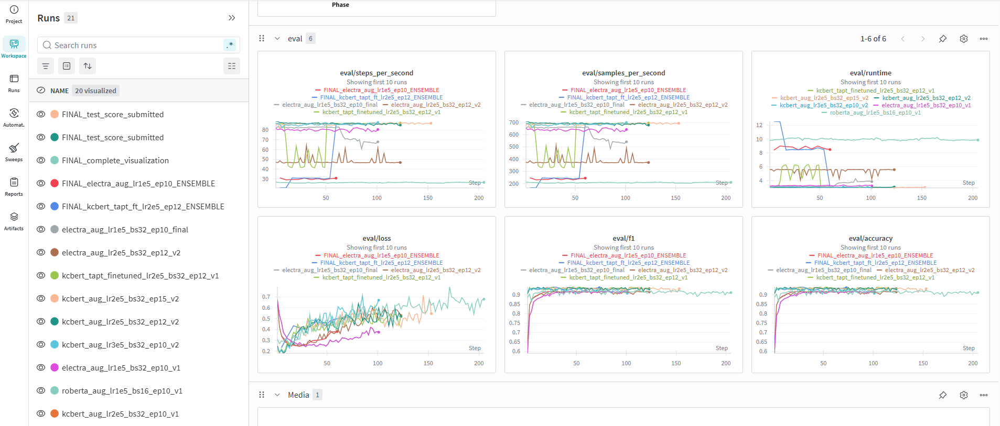 Project
Workspace
Runs
Automat.
Sweeps
Reports
Artifacts
Runs 21
Search runs
.*
NAME 20 visualized
FINAL_test_score_submitted
FINAL_test_score_submitted
FINAL_complete_visualization
FINAL_electra_aug_lr1e5_ep10_ENSEMBLE
FINAL_kcbert_tapt_ft_lr2e5_ep12_ENSEMBLE
electra_aug_lr1e5_bs32_ep10_final
electra_aug_lr2e5_bs32_ep12_v2
kcbert_tapt_finetuned_lr2e5_bs32_ep12_v1
kcbert_aug_lr2e5_bs32_ep15_v2
kcbert_aug_lr2e5_bs32_ep12_v2
kcbert_aug_lr3e5_bs32_ep10_v2
electra_aug_lr1e5_bs32_ep10_v1
roberta_aug_lr1e5_bs16_ep10_v1
kcbert_aug_lr2e5_bs32_ep10_v1
Phase
eval 6
1-6 of 6
eval/steps_per_second
Showing first 10 runs
FINAL_electra_aug_lr1e5_ep10_ENSEMBLE
FINAL_kcbert_tapt_ft_lr2e5_ep12_ENSEMBLE
electra_aug_lr1e5_bs32_ep10_final electra_aug_lr2e5_bs32_ep12_v2
kcbert_tapt_finetuned_lr2e5_bs32_ep12_v1
80
70
60
50
40
30
Step
50 100 150 200
eval/samples_per_second
Showing first 10 runs
FINAL_electra_aug_lr1e5_ep10_ENSEMBLE
FINAL_kcbert_tapt_ft_lr2e5_ep12_ENSEMBLE
electra_aug_lr1e5_bs32_ep10_final electra_aug_lr2e5_bs32_ep12_v2
kcbert_tapt_finetuned_lr2e5_bs32_ep12_v1
700
600
500
400
300
200
Step
50 100 150 200
eval/runtime
Showing first 10 runs
kcbert_tapt_finetuned_lr2e5_bs32_ep12_v1
kcbert_aug_lr2e5_bs32_ep15_v2 kcbert_aug_lr2e5_bs32_ep12_v2
kcbert_aug_lr3e5_bs32_ep10_v2 electra_aug_lr1e5_bs32_ep10_v1
roberta_aug_lr1e5_bs16_ep10_v1
12
10
8
6
4
Step
50 100 150 200
eval/loss
Showing first 10 runs
FINAL_electra_aug_lr1e5_ep10_ENSEMBLE
FINAL_kcbert_tapt_ft_lr2e5_ep12_ENSEMBLE
electra_aug_lr1e5_bs32_ep10_final electra_aug_lr2e5_bs32_ep12_v2
kcbert_tapt_finetuned_lr2e5_bs32_ep12_v1
0.7
0.6
0.5
0.4
0.3
0.2
Step
50 100 150 200
eval/f1
Showing first 10 runs
FINAL_electra_aug_lr1e5_ep10_ENSEMBLE
FINAL_kcbert_tapt_ft_lr2e5_ep12_ENSEMBLE
electra_aug_lr1e5_bs32_ep10_final electra_aug_lr2e5_bs32_ep12_v2
kcbert_tapt_finetuned_lr2e5_bs32_ep12_v1
0.9
0.85
0.8
0.75
0.7
0.65
0.6
Step
50 100 150 200
eval/accuracy
Showing first 10 runs
FINAL_electra_aug_lr1e5_ep10_ENSEMBLE
FINAL_kcbert_tapt_ft_lr2e5_ep12_ENSEMBLE
electra_aug_lr1e5_bs32_ep10_final electra_aug_lr2e5_bs32_ep12_v2
kcbert_tapt_finetuned_lr2e5_bs32_ep12_v1
0.9
0.85
0.8
0.75
0.7
0.65
0.6
Step
50 100 150 200
Media 1